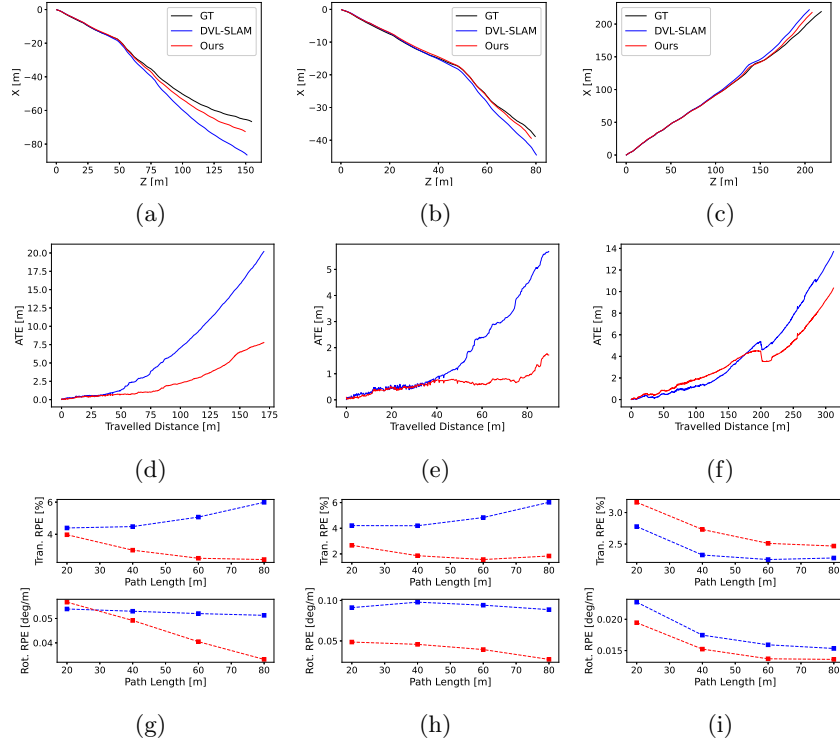 GT
DVL-SLAM
Ours
0
−20
−40
−60
−80
X [m]
0 25 50 75 100 125 150
Z [m]
(a)
GT
DVL-SLAM
Ours
0
−10
−20
−30
−40
X [m]
0 20 40 60 80
Z [m]
(b)
GT
DVL-SLAM
Ours
200
150
100
50
0
X [m]
0 50 100 150 200
Z [m]
(c)
20.0
17.5
15.0
12.5
10.0
7.5
5.0
2.5
0.0
ATE [m]
0 25 50 75 100 125 150 175
Travelled Distance [m]
(d)
5
4
3
2
1
0
ATE [m]
0 20 40 60 80
Travelled Distance [m]
(e)
14
12
10
8
6
4
2
0
ATE [m]
0 50 100 150 200 250 300
Travelled Distance [m]
(f)
6
4
Tran. RPE [%]
20 30 40 50 60 70 80
Path Length [m]
0.05
0.04
Rot. RPE [deg/m]
20 30 40 50 60 70 80
Path Length [m]
(g)
6
4
2
Tran. RPE [%]
20 30 40 50 60 70 80
Path Length [m]
0.10
0.05
Rot. RPE [deg/m]
20 30 40 50 60 70 80
Path Length [m]
(h)
3.0
2.5
Tran. RPE [%]
20 30 40 50 60 70 80
Path Length [m]
0.020
0.015
Rot. RPE [deg/m]
20 30 40 50 60 70 80
Path Length [m]
(i)